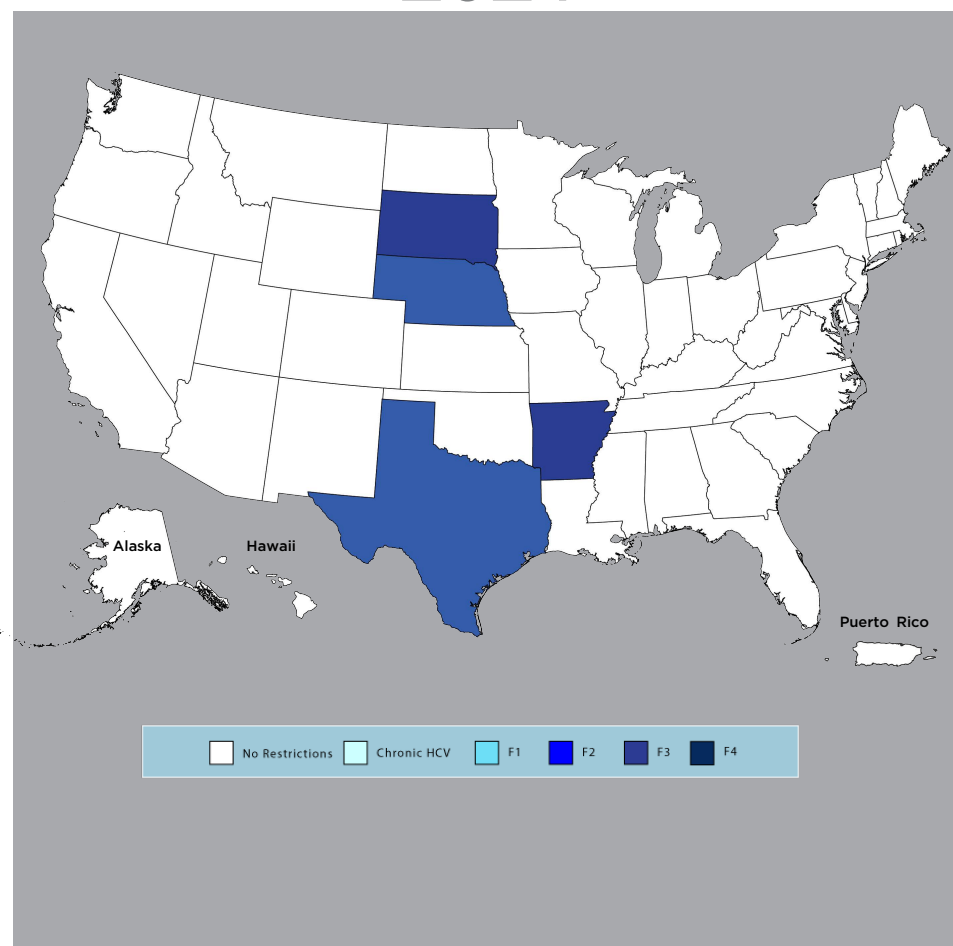 Alaska
Hawaii
Puerto Rico
No Restrictions
Chronic HCV
F1
F2
F3
F4